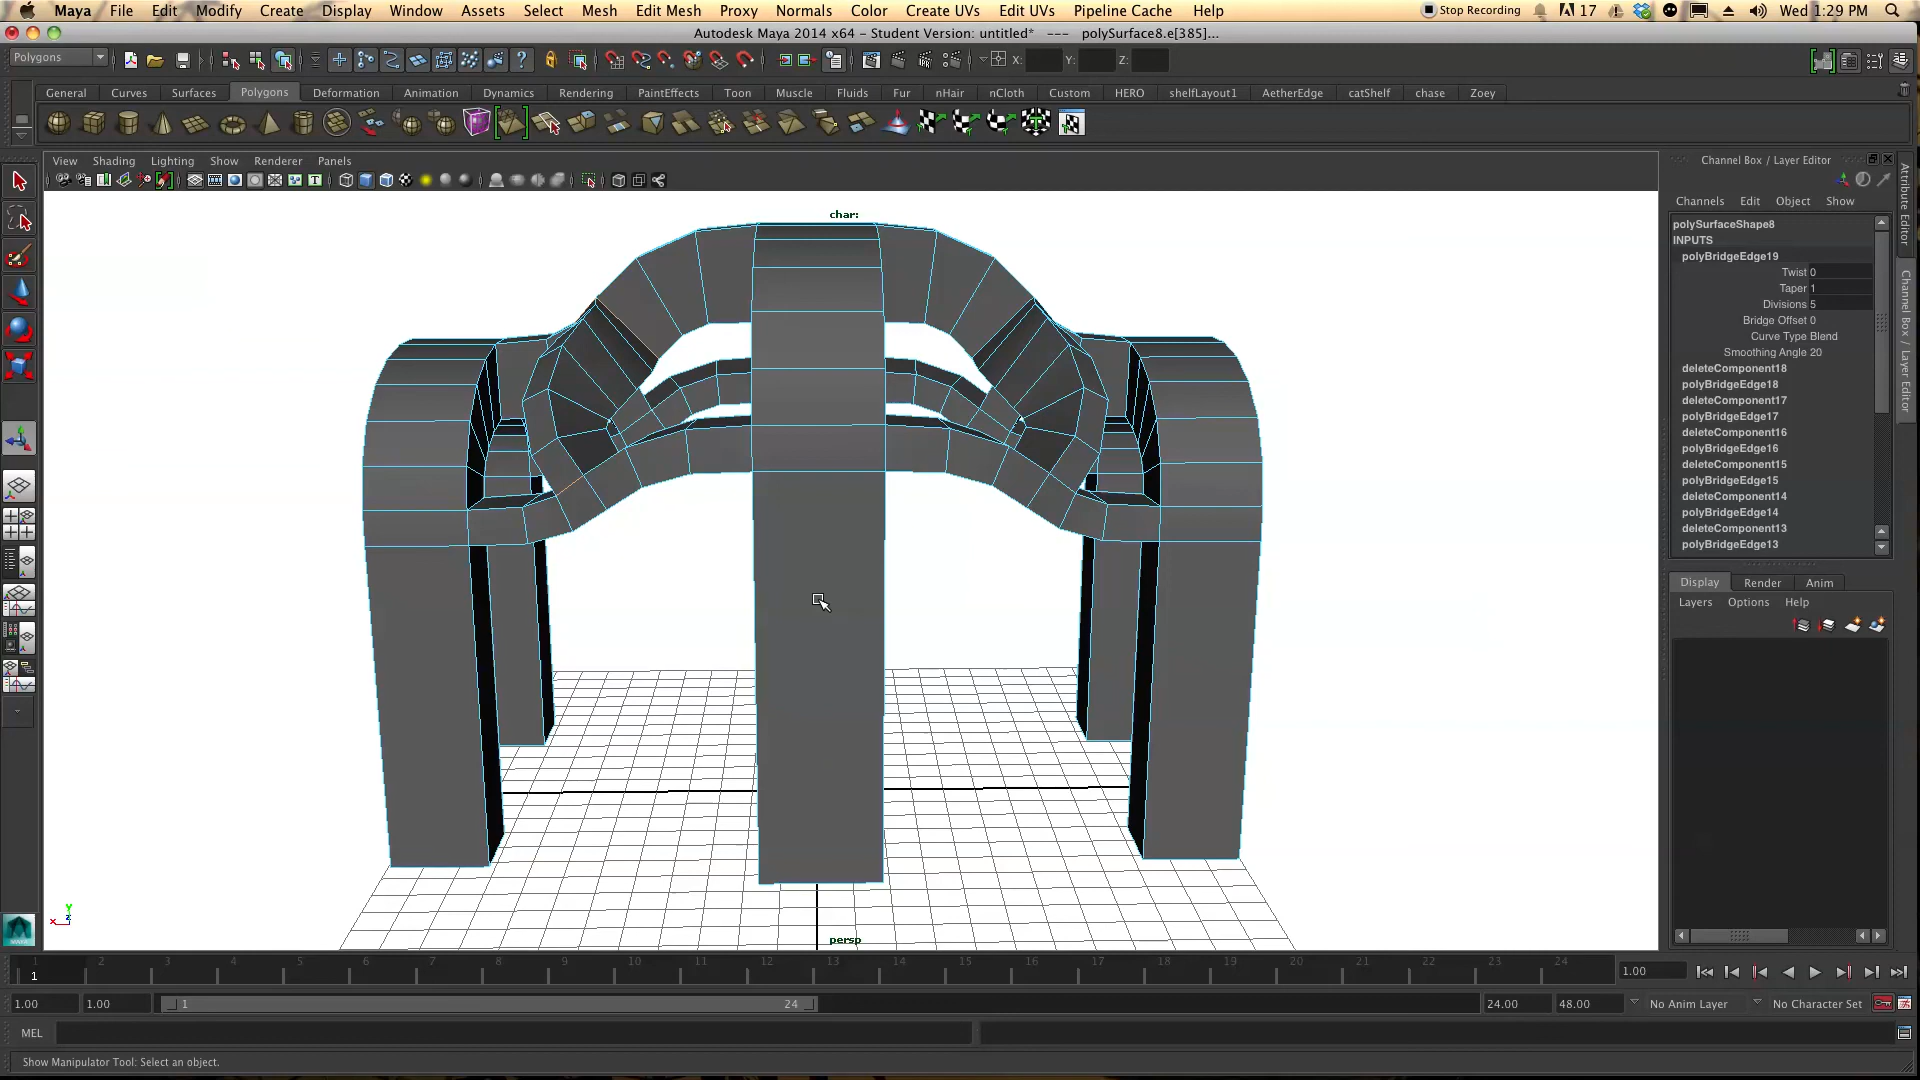 Maya File Edit Modify Create Display Window Assets Select Mesh Edit Mesh Proxy Normals Color Create UVs Edit UVs Pipeline Cache Help Stop Recording 17 Wed 1:29 PM
Autodesk Maya 2014 x64 - Student Version: untitled* --- polySurface8.e[385]...
Polygons X: Y: Z:
General Curves Surfaces Polygons Deformation Animation Dynamics Rendering PaintEffects Toon Muscle Fluids Fur nHair nCloth Custom HERO shelfLayout1 AetherEdge catShelf chase Zoey
View Shading Lighting Show Renderer Panels
Channel Box / Layer Editor
Channels Edit Object Show
polySurfaceShape8
INPUTS
polyBridgeEdge19
Twist 0
Taper 1
Divisions 5
Bridge Offset 0
Curve Type Blend
Smoothing Angle 20
deleteComponent18
polyBridgeEdge18
deleteComponent17
polyBridgeEdge17
deleteComponent16
polyBridgeEdge16
deleteComponent15
polyBridgeEdge15
deleteComponent14
polyBridgeEdge14
deleteComponent13
polyBridgeEdge13
Display Render Anim
Layers Options Help
Attribute Editor
Channel Box / Layer Editor
char:
persp
Y
Z
X
1 2 3 4 5 6 7 8 9 10 11 12 13 14 15 16 17 18 19 20 21 22 23 24
1
1.00
1.00 1.00 1 24 24.00 48.00 No Anim Layer No Character Set
MEL
Show Manipulator Tool: Select an object.